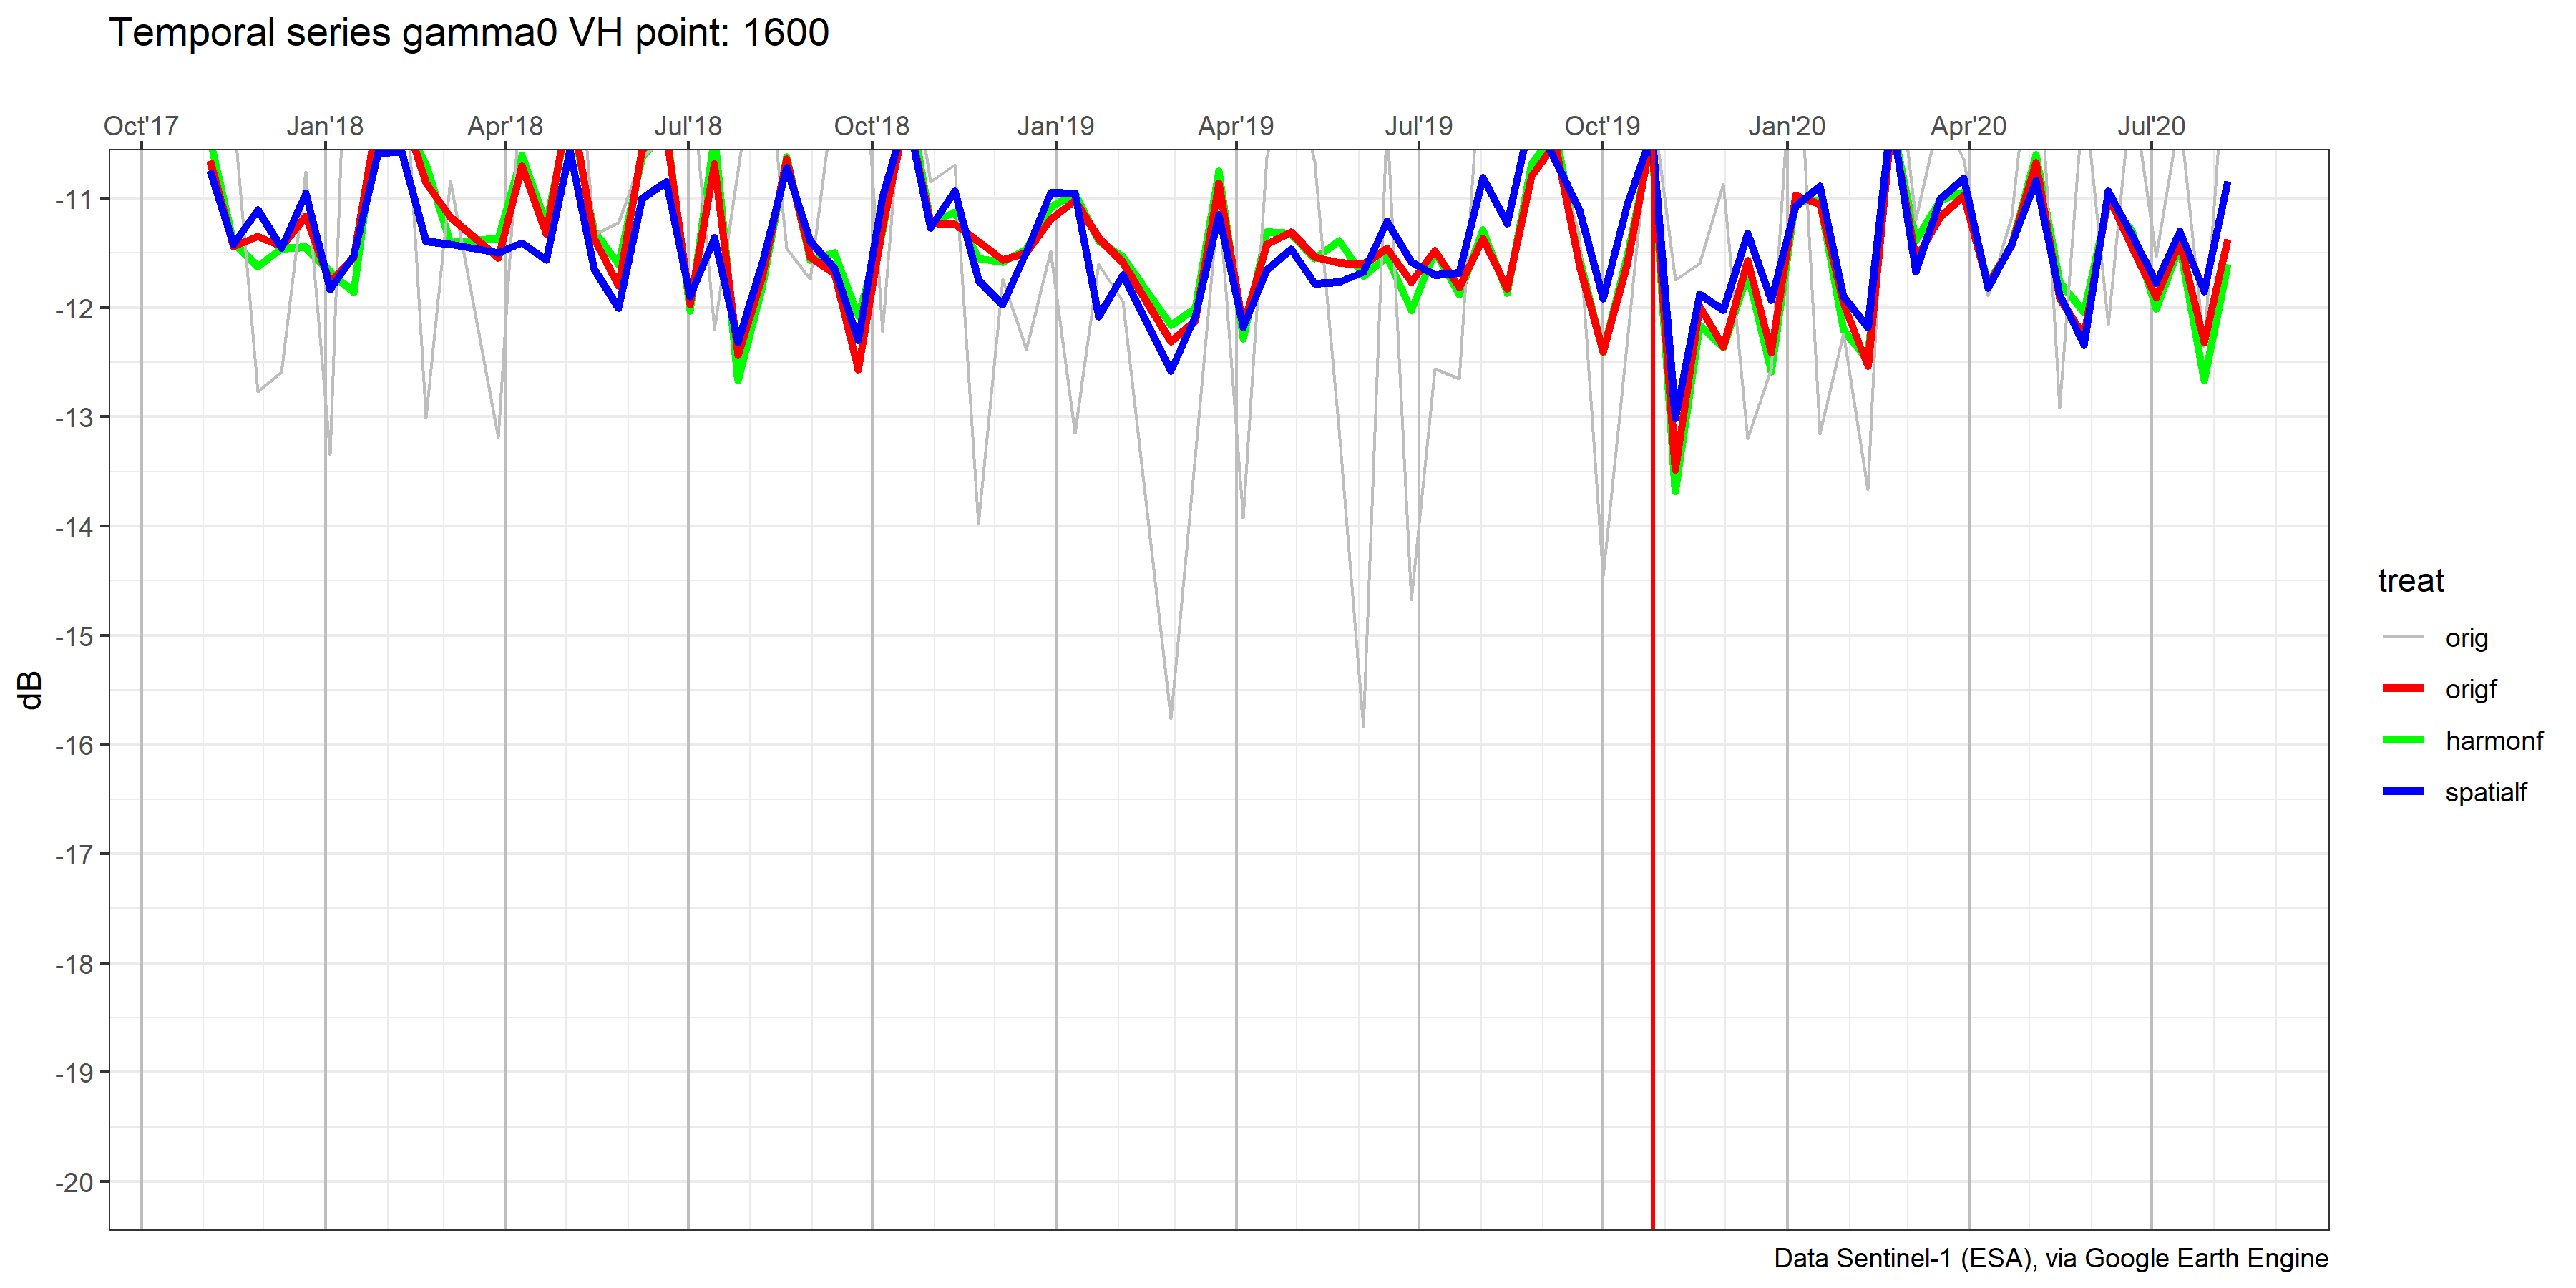 Temporal series gamma0 VH point: 1600
Oct'17 Jan'18 Apr'18 Jul'18 Oct'18 Jan'19 Apr'19 Jul'19 Oct'19 Jan'20 Apr'20 Jul'20
-11
-12
-13
-14
-15
-16
-17
-18
-19
-20
dB
treat
orig
origf
harmonf
spatialf
Data Sentinel-1 (ESA), via Google Earth Engine